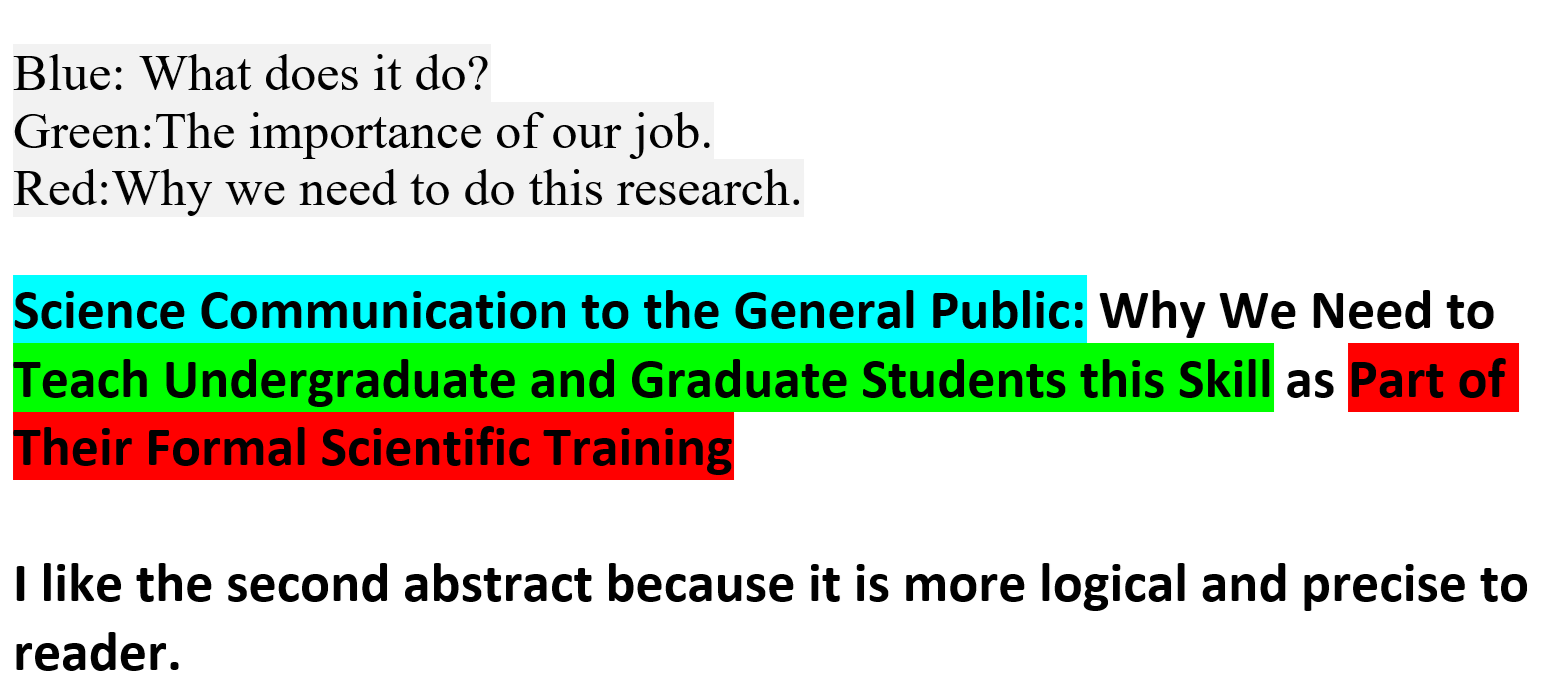 Blue: What does it do?
Green:The importance of our job.
Red:Why we need to do this research.
Science Communication to the General Public: Why We Need to
Teach Undergraduate and Graduate Students this Skill as Part of
Their Formal Scientific Training
I like the second abstract because it is more logical and precise to
reader.